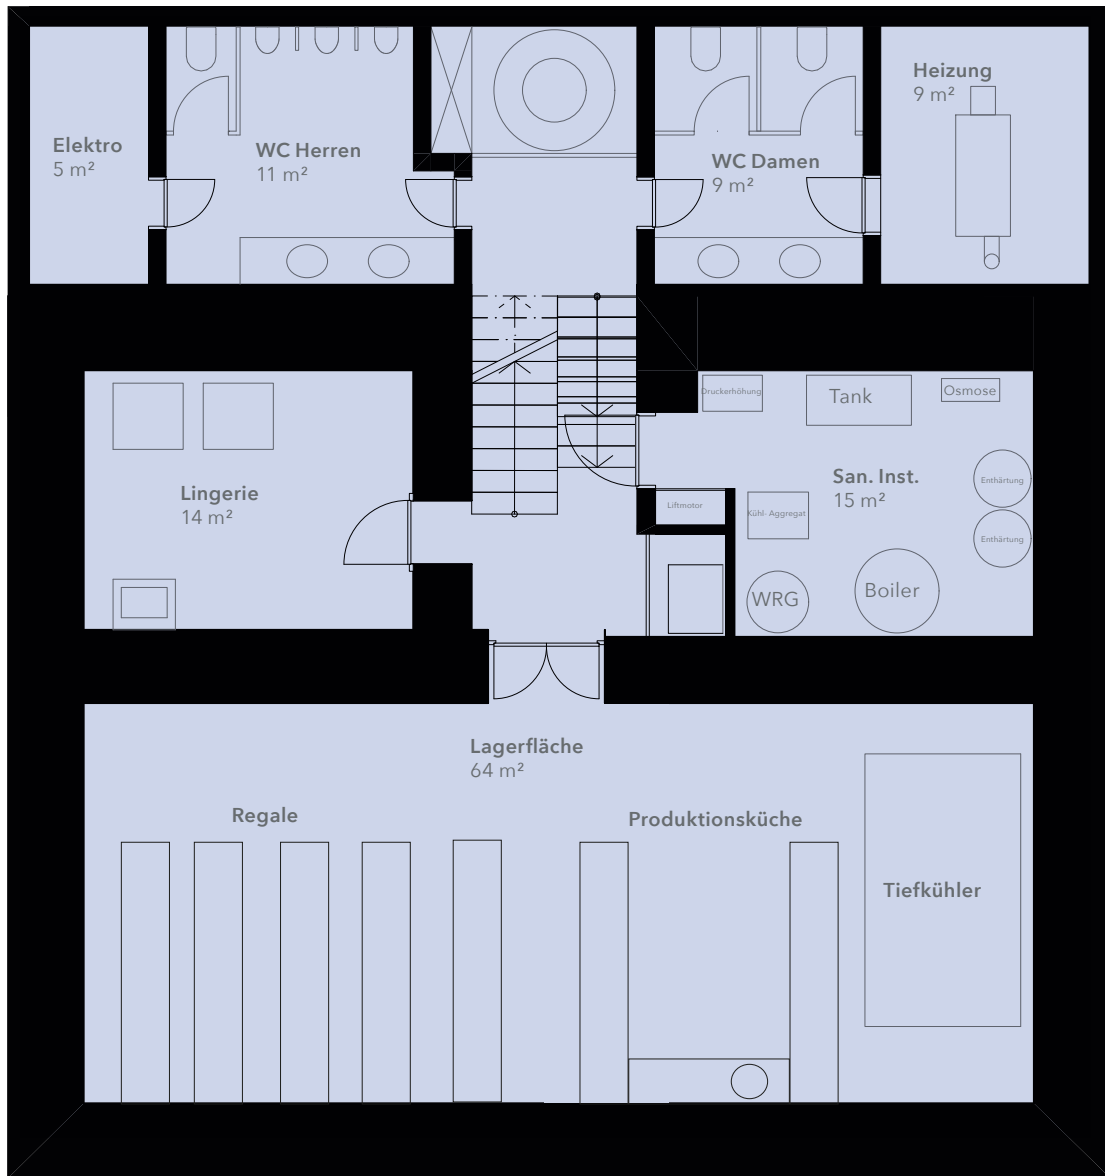 Heizung
9 m²
Elektro
5 m²
WC Herren
11 m²
WC Damen
9 m²
Druckerhöhung
Tank
Osmose
Lingerie
14 m²
San. Inst.
15 m²
Enthärtung
Liftmotor
Kühl- Aggregat
Enthärtung
WRG
Boiler
Lagerfläche
64 m²
Regale
Produktionsküche
Tiefkühler